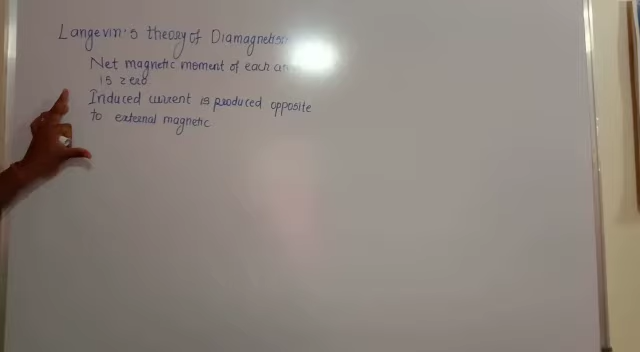 Langevin's theory of Diamagnetism
Net magnetic moment of each
is zero.
Induced current is produced opposite
to external magnetic